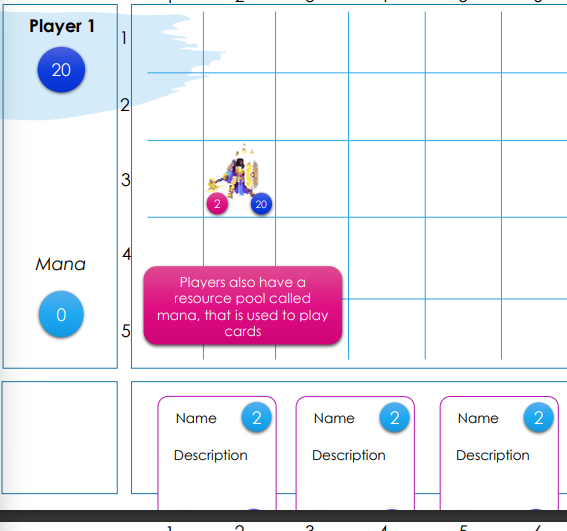 Player 1
20
1
2
3
2
20
4
Mana
0
5
Players also have a
resource pool called
mana, that is used to play
cards
Name 2
Description
Name 2
Description
Name 2
Description